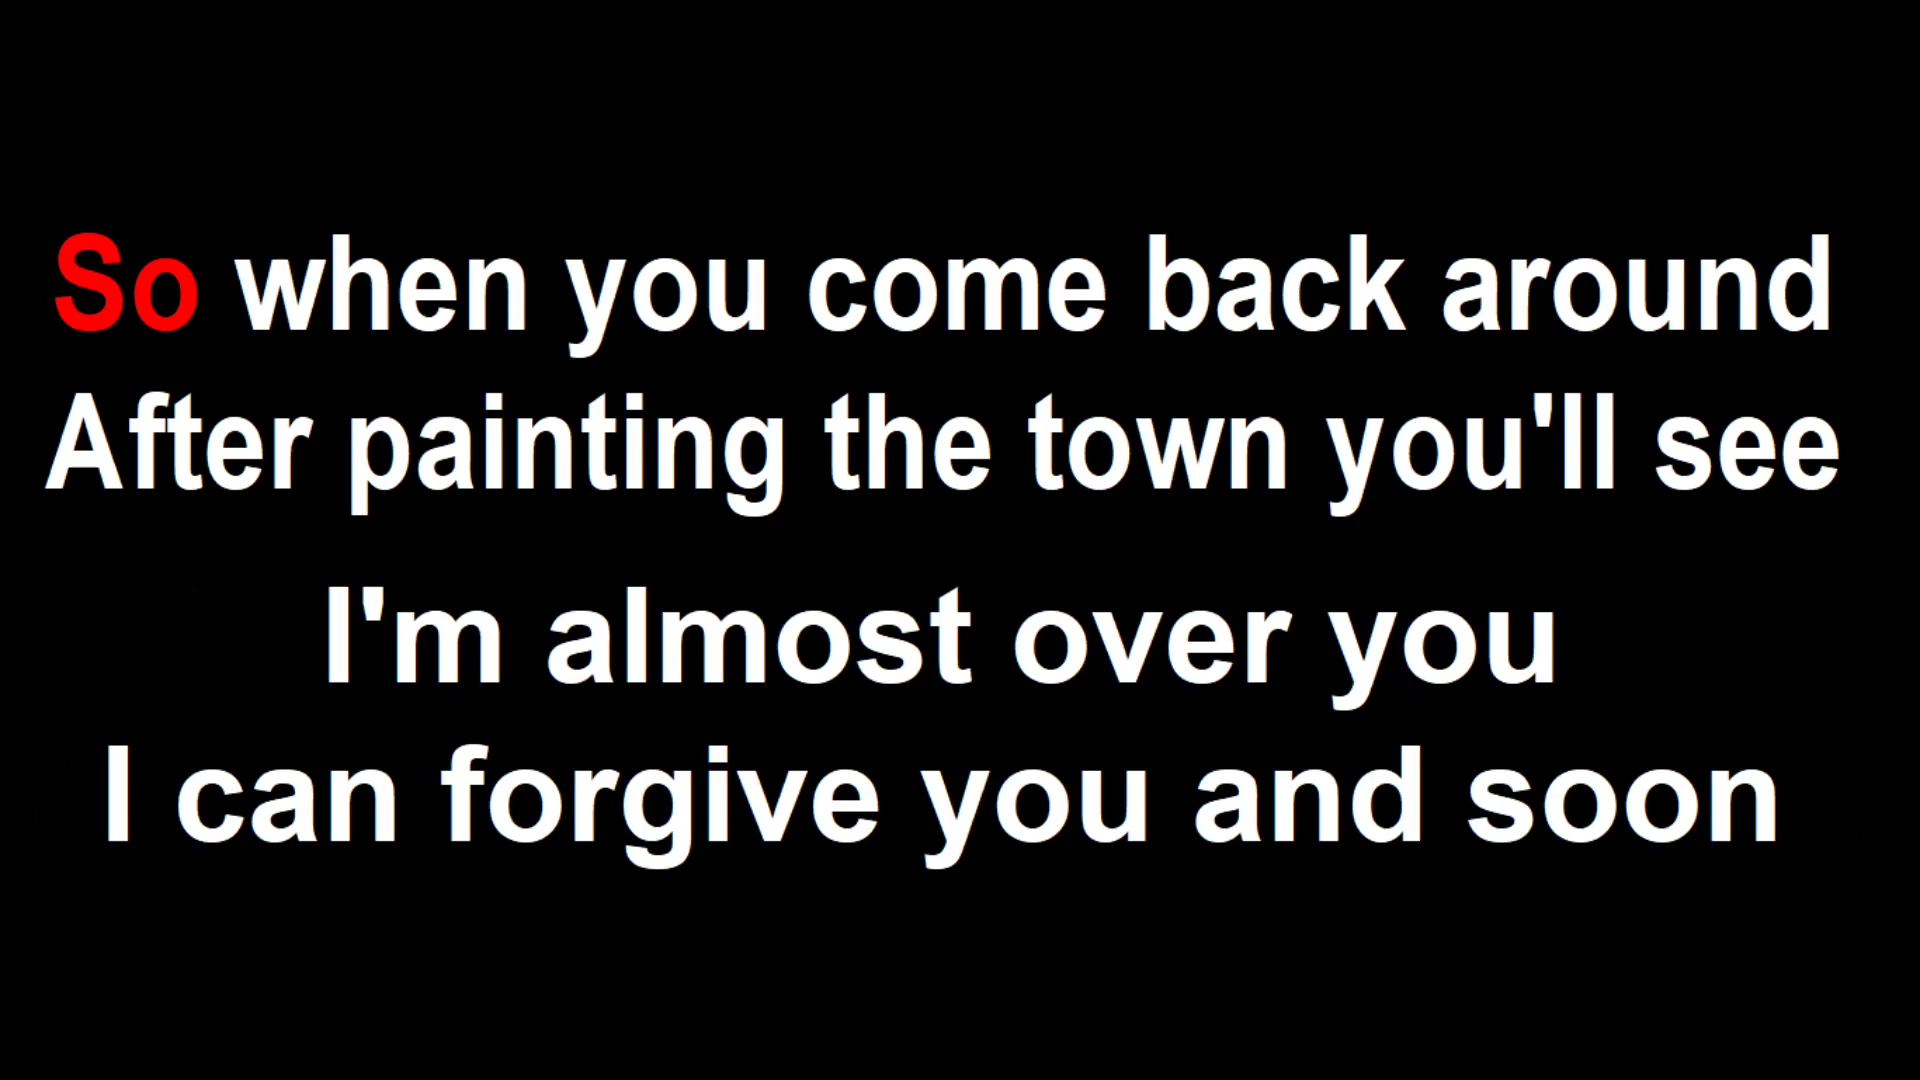 So when you come back around
After painting the town you'll see
I'm almost over you
I can forgive you and soon